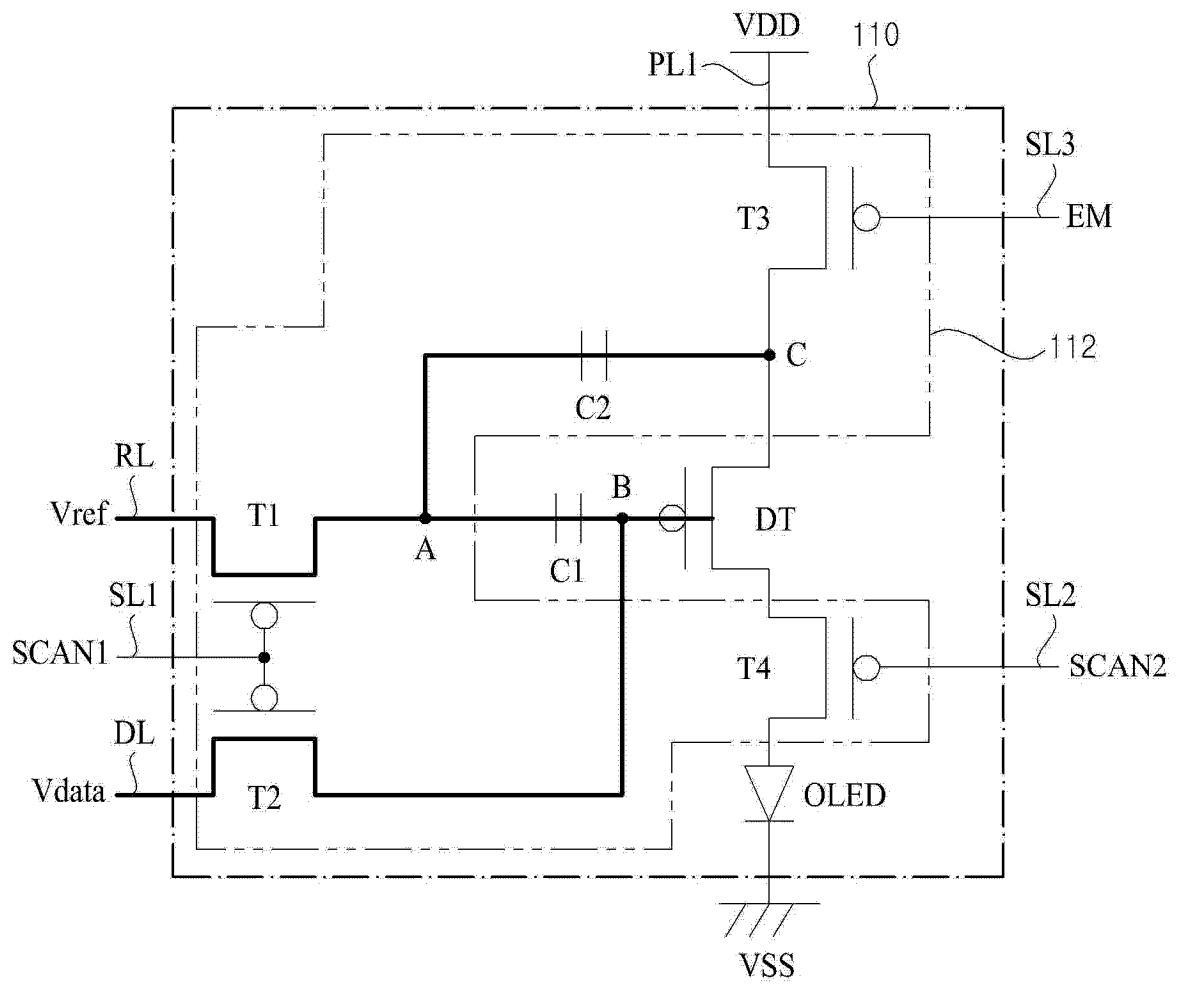 VDD
110
PL1
SL3
T3
EM
C
112
C2
RL
B
Vref
T1
DT
A
C1
SL1
SL2
SCAN1
T4
SCAN2
DL
Vdata
T2
OLED
VSS